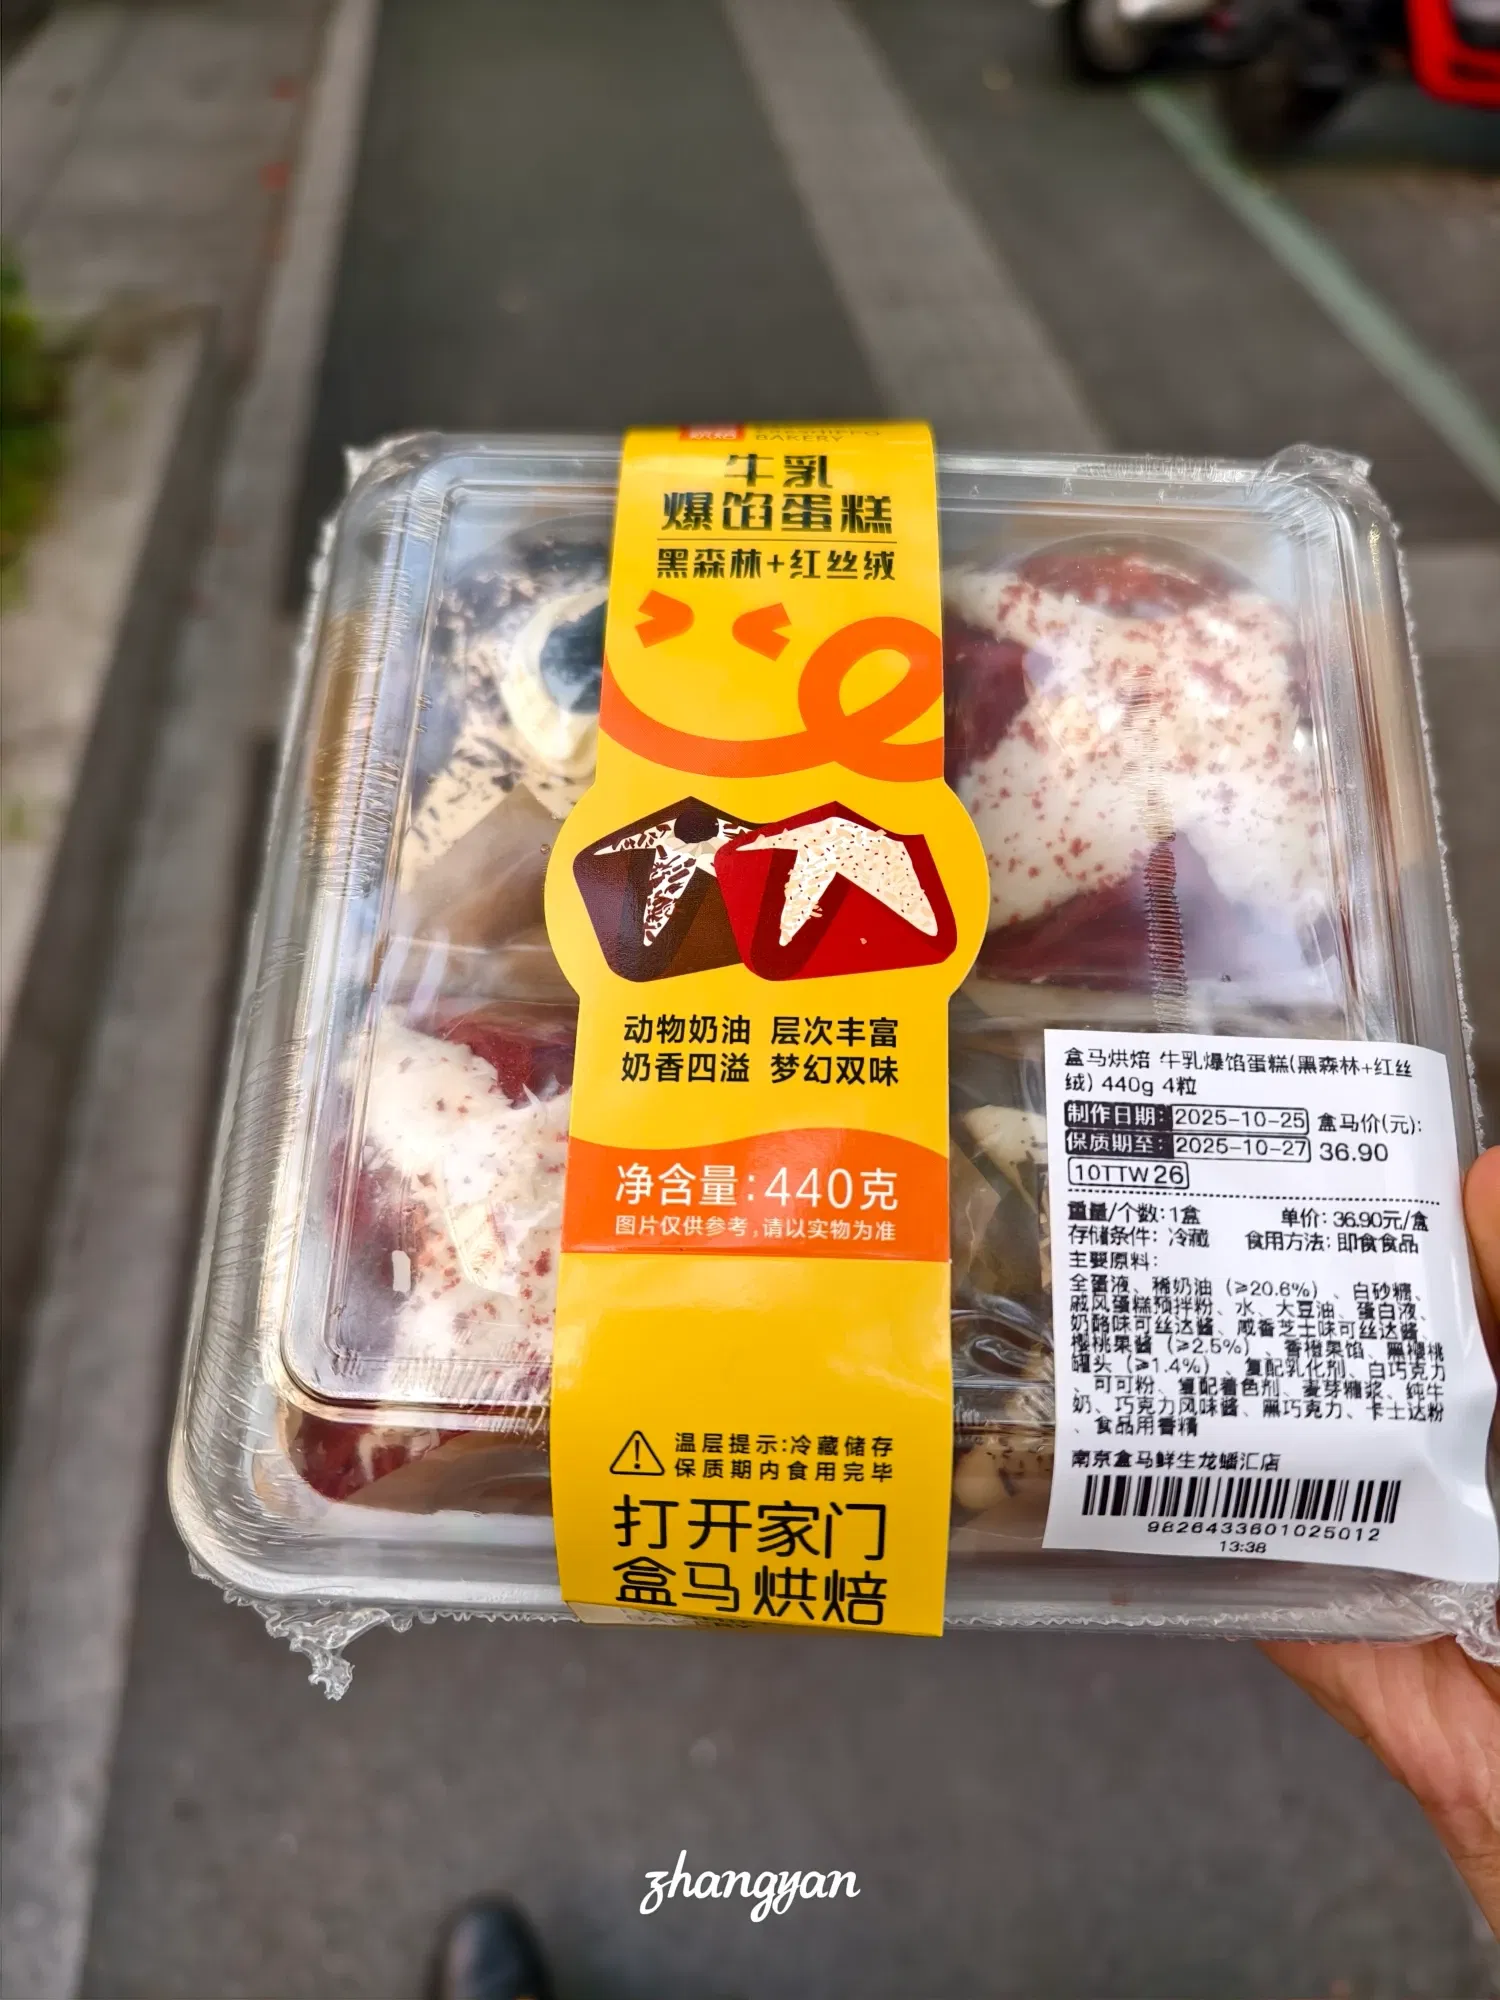 BAKERY
牛乳
爆馅蛋糕
黑森林+红丝绒
动物奶油 层次丰富
奶香四溢 梦幻双味
净含量:440克
图片仅供参考,请以实物为准
温层提示:冷藏储存
保质期内食用完毕
打开家门
盒马烘焙
盒马烘焙 牛乳爆馅蛋糕(黑森林+红丝
绒) 440g 4粒
制作日期: 2025-10-25 盒马价(元):
保质期至: 2025-10-27 36.90
10TTW26
重量/个数:1盒 单价: 36.90元/盒
存储条件: 冷藏 食用方法: 即食食品
主要原料:
全蛋液、稀奶油 (≥20.6%) 、白砂糖、
戚风蛋糕预拌粉、水、大豆油、蛋白液、
奶酪味可丝达酱、咸香芝士味可丝达酱、
樱桃果酱 (≥2.5%) 、香橙果馅、黑樱桃
罐头 (≥1.4%) 、复配乳化剂、白巧克力
、可可粉、复配着色剂、麦芽糖浆、纯牛
奶、巧克力风味酱、黑巧克力、卡士达粉
、食品用香精
南京盒马鲜生龙蟠汇店
9826433601025012
13:38
zhangyan